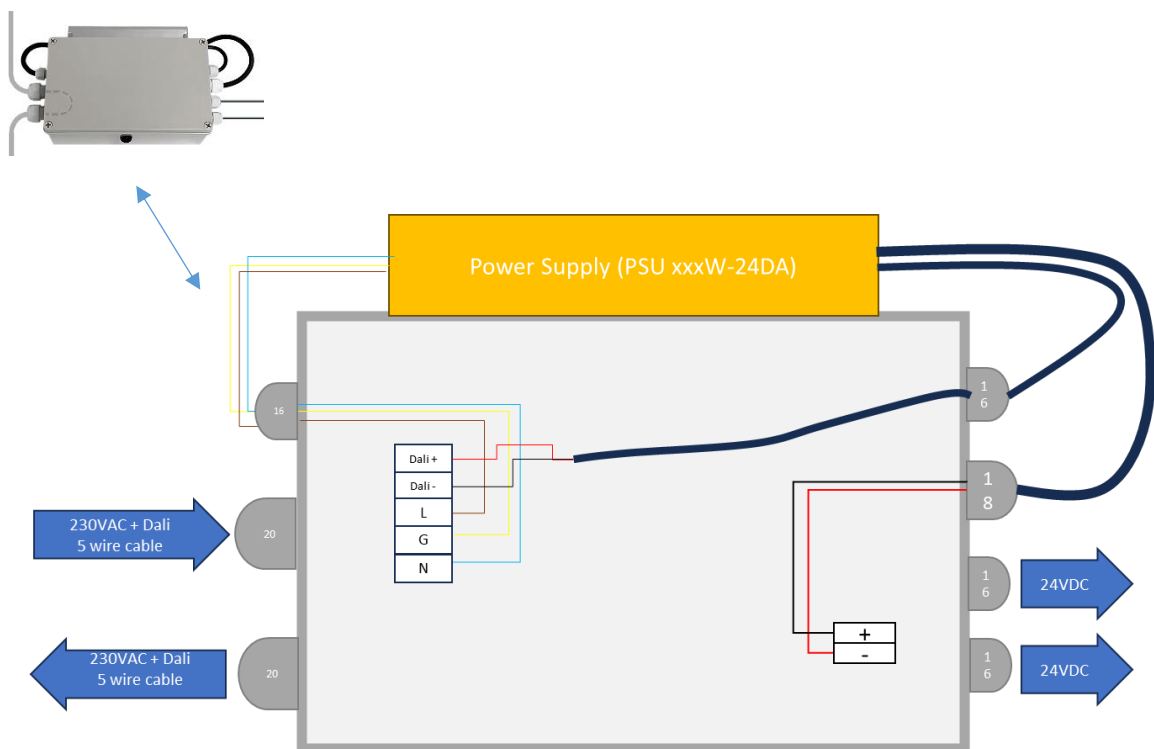 Power Supply (PSU xxxW-24DA)
16
1
6
Dali +
Dali -
L
G
N
1
8
230VAC + Dali
5 wire cable
20
1
6
24VDC
+
-
230VAC + Dali
5 wire cable
20
1
6
24VDC